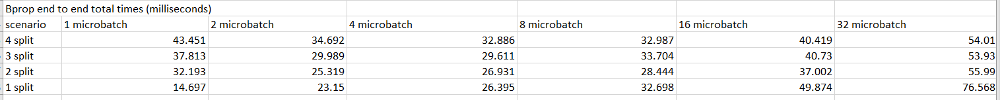 Bprop end to end total times (milliseconds)
scenario 1 microbatch 2 microbatch 4 microbatch 8 microbatch 16 microbatch 32 microbatch
4 split 43.451 34.692 32.886 32.987 40.419 54.01
3 split 37.813 29.989 29.611 33.704 40.73 53.93
2 split 32.193 25.319 26.931 28.444 37.002 55.99
1 split 14.697 23.15 26.395 32.698 49.874 76.568